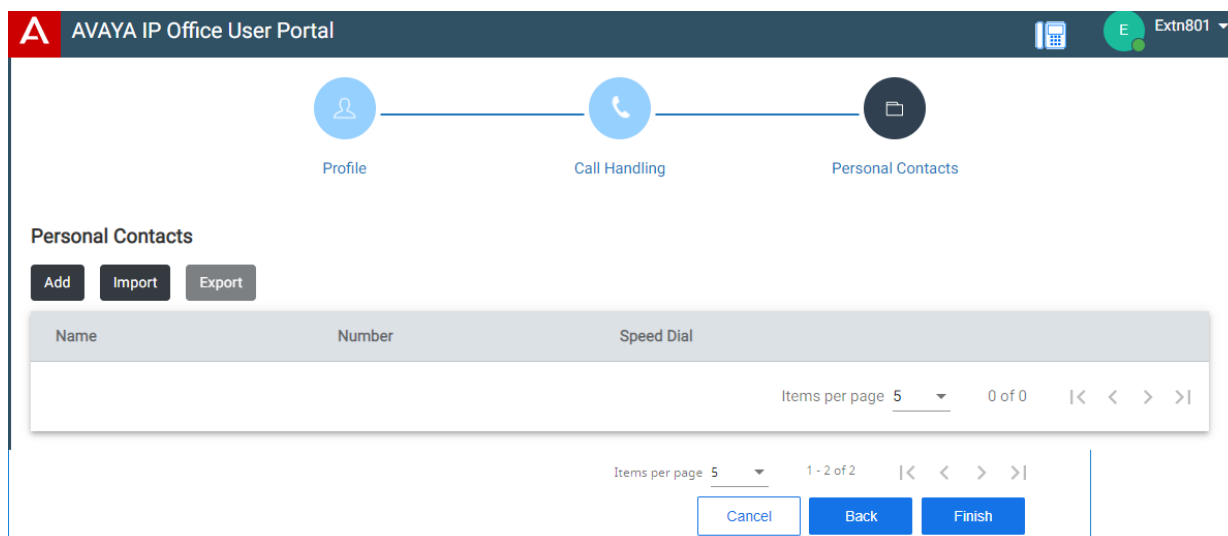 AVAYA IP Office User Portal
E
Extn801
Profile
Call Handling
Personal Contacts
Personal Contacts
Add
Import
Export
Name
Number
Speed Dial
Items per page 5
0 of 0
Items per page 5
1 - 2 of 2
Cancel
Back
Finish